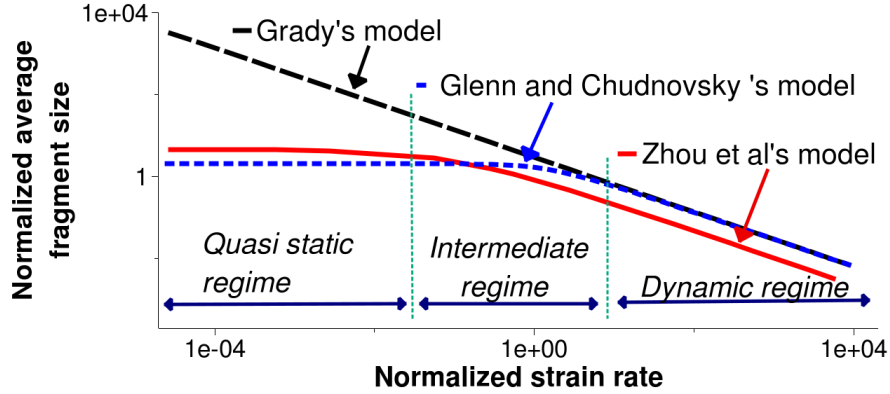 1e+04
Grady's model
Glenn and Chudnovsky 's model
Zhou et al's model
1
Normalized average
fragment size
Quasi static
regime
Intermediate
regime
Dynamic regime
1e-04
1e+00
1e+04
Normalized strain rate